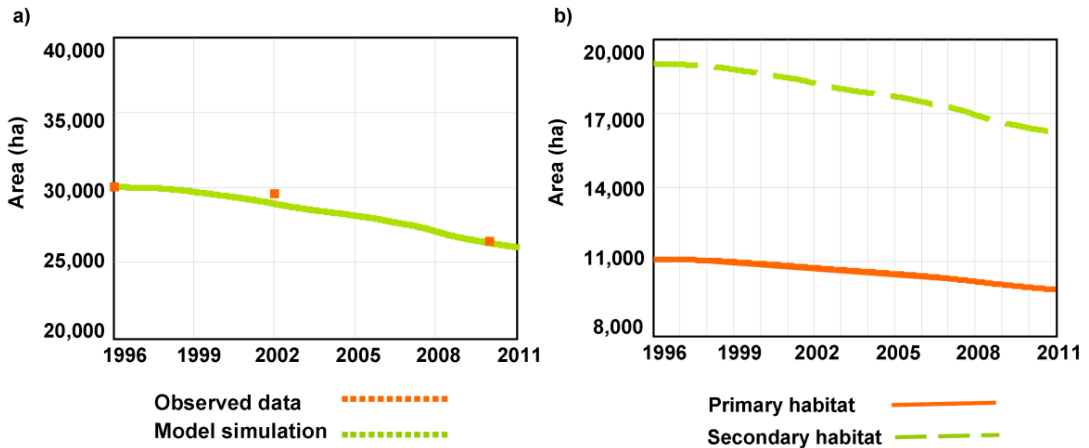 a)
40,000
35,000
30,000
25,000
20,000
Area (ha)
1996 1999 2002 2005 2008 2011
Observed data
Model simulation
b)
20,000
17,000
14,000
11,000
8,000
Area (ha)
1996 1999 2002 2005 2008 2011
Primary habitat
Secondary habitat